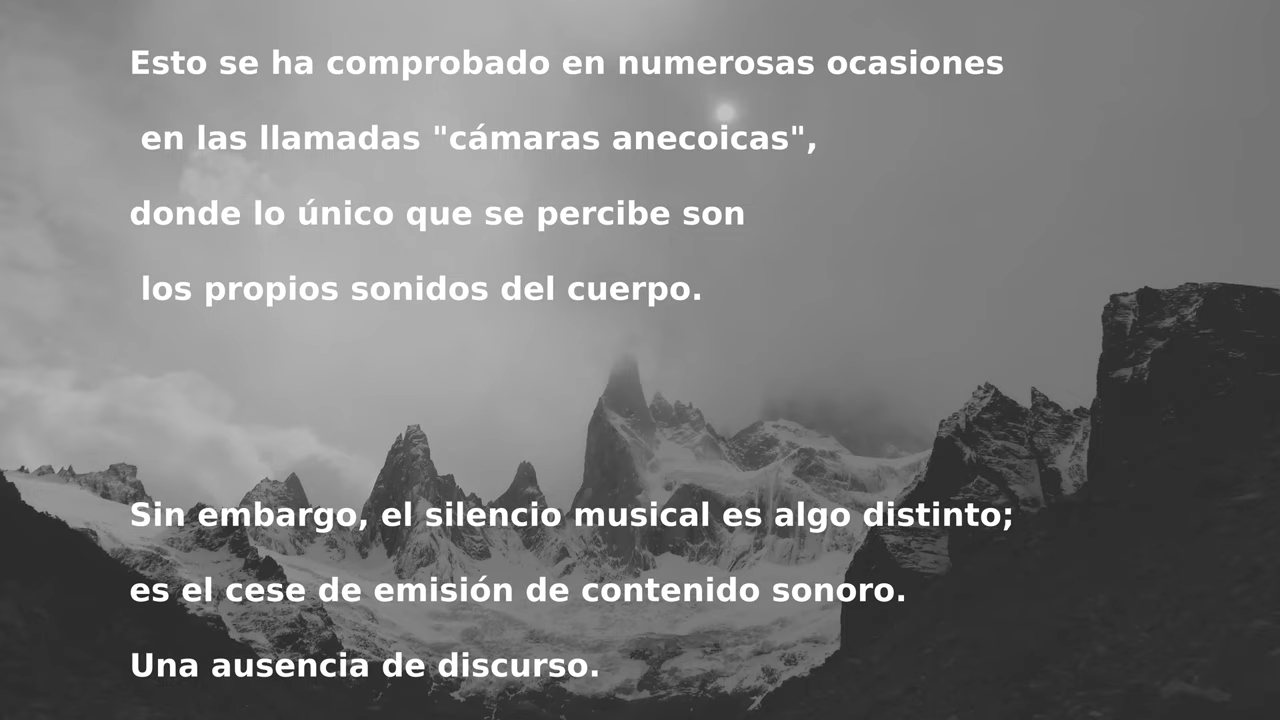 Esto se ha comprobado en numerosas ocasiones
en las llamadas "cámaras anecoicas",
donde lo único que se percibe son
los propios sonidos del cuerpo.
Sin embargo, el silencio musical es algo distinto;
es el cese de emisión de contenido sonoro.
Una ausencia de discurso.